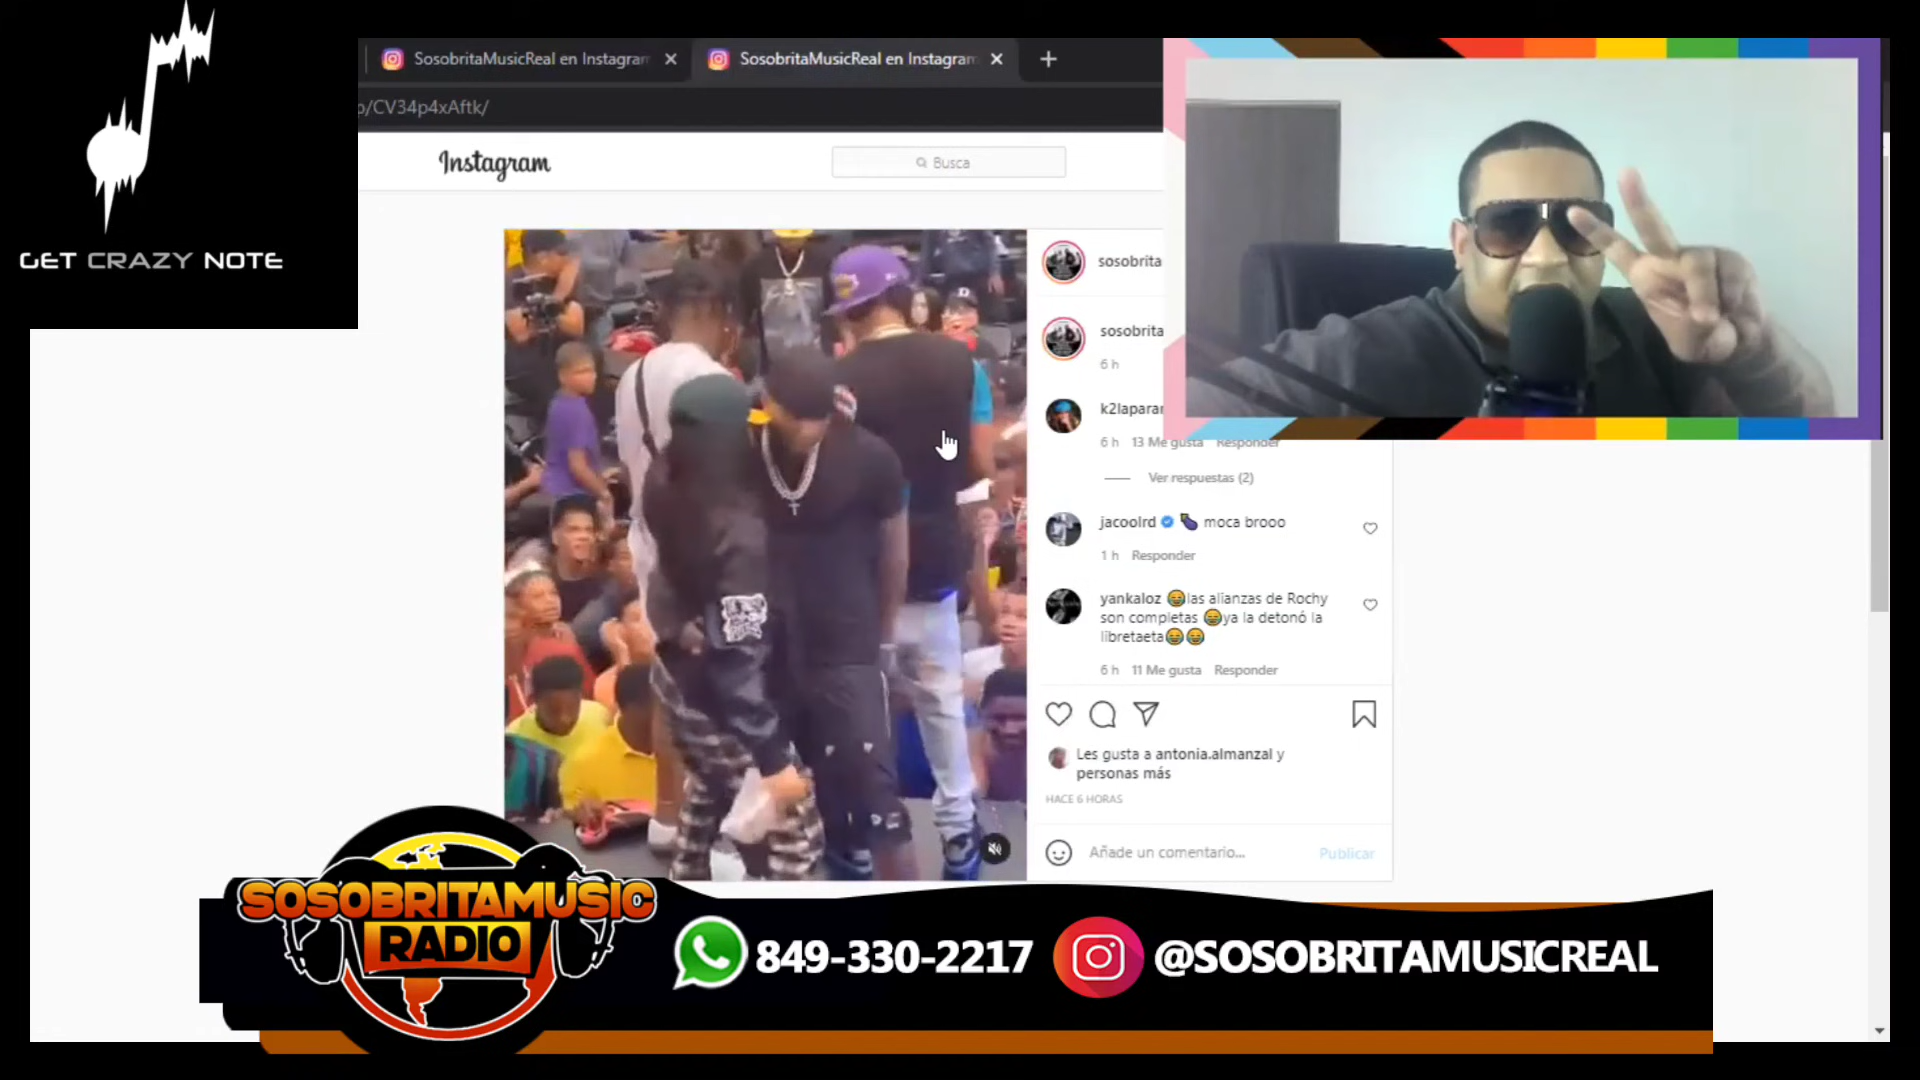 GET CRAZY NOTE
SosobritaMusicReal en Instagram
SosobritaMusicReal en Instagram
/CV34p4xAftk/
Instagram
Busca
sosobrita
sosobrita
6 h
k2laparar
6 h 13 Me gusta Responder
Ver respuestas (2)
jacoolrd 🍆 moca brooo
1 h Responder
yankaloz 😂las alianzas de Rochy
son completas 😂ya la detonó la
libretaeta😂😂
6 h 11 Me gusta Responder
Les gusta a antonia.almanzal y
personas más
HACE 6 HORAS
Añade un comentario...
Publicar
SOSOBRITAMUSIC
RADIO
849-330-2217
@SOSOBRITAMUSICREAL